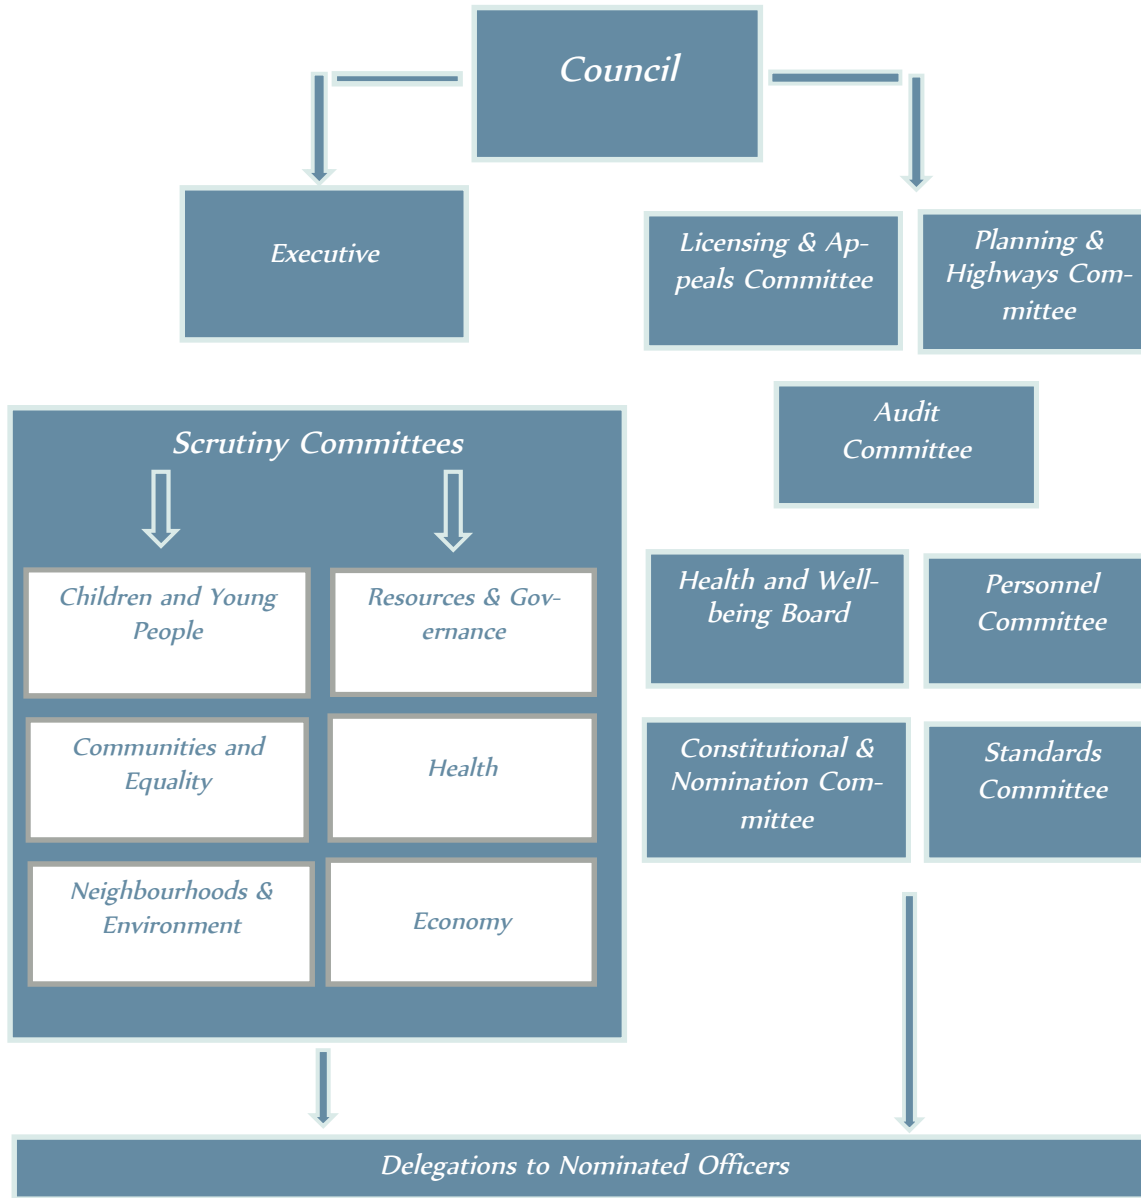 Council
Executive
Licensing & Ap-
peals Committee
Planning &
Highways Com-
mittee
Audit
Committee
Scrutiny Committees
Children and Young
People
Resources & Gov-
ernance
Communities and
Equality
Health
Neighbourhoods &
Environment
Economy
Health and Well-
being Board
Personnel
Committee
Constitutional &
Nomination Com-
mittee
Standards
Committee
Delegations to Nominated Officers